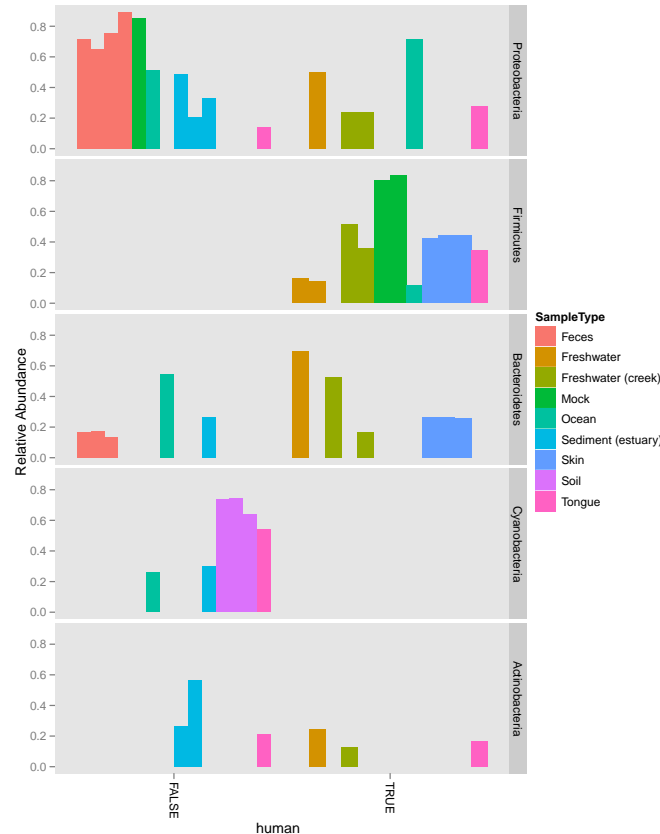 Relative Abundance
0.8
0.6
0.4
0.2
0.0
Proteobacteria
0.8
0.6
0.4
0.2
0.0
Firmicutes
0.8
0.6
0.4
0.2
0.0
Bacteroidetes
0.8
0.6
0.4
0.2
0.0
Cyanobacteria
0.8
0.6
0.4
0.2
0.0
Actinobacteria
FALSE
TRUE
human
SampleType
Feces
Freshwater
Freshwater (creek)
Mock
Ocean
Sediment (estuary)
Skin
Soil
Tongue